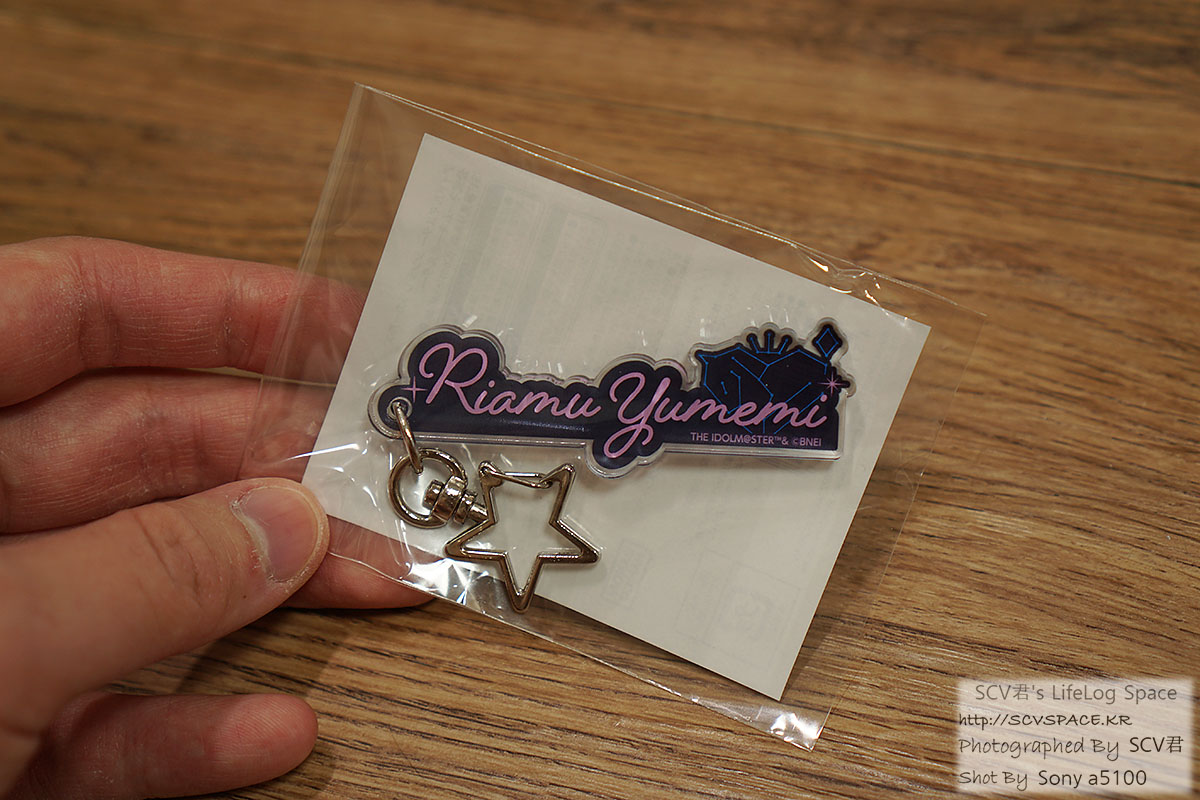 Riamu Yumemi
THE IDOLM@STER™& ©BNEI
SCV君's LifeLog Space
http://SCVSPACE.KR
Photographed By SCV君
Shot By Sony a5100